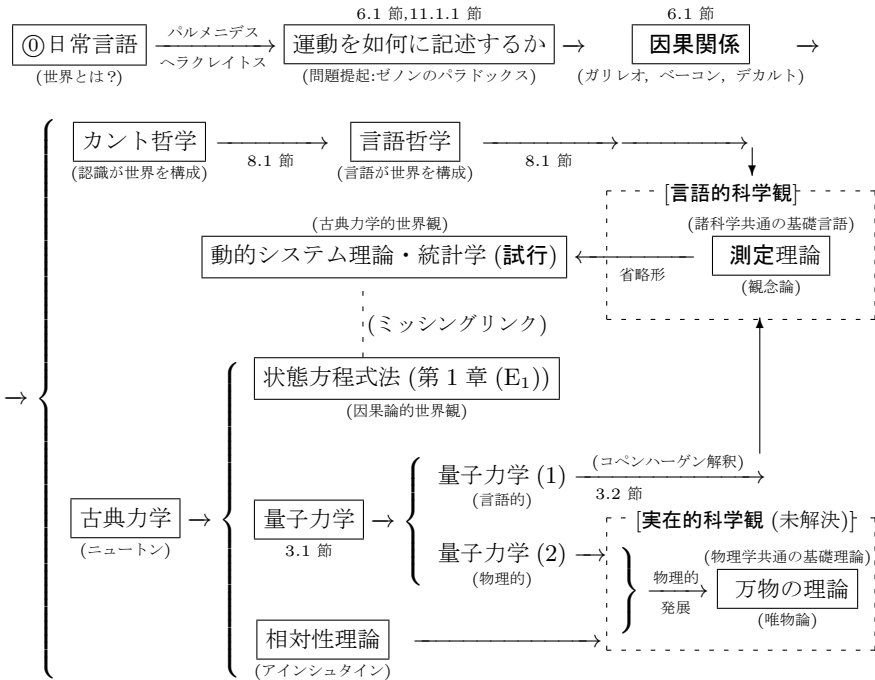 6.1 節,11.1.1 節
6.1 節
⓪日常言語 パルメニデス 運動を如何に記述するか → 因果関係 →
ヘラクレイトス
(世界とは？) (問題提起:ゼノンのパラドックス) (ガリレオ, ベーコン, デカルト)
カント哲学 言語哲学
8.1 節 8.1 節
(認識が世界を構成) (言語が世界を構成)
[言語的科学観]
(古典力学的世界観) (諸科学共通の基礎言語)
動的システム理論・統計学 (試行) 測定理論
省略形
(観念論)
(ミッシングリンク)
状態方程式法 (第 1 章 (E₁))
(因果論的世界観)
量子力学 (1) (コペンハーゲン解釈)
(言語的) 3.2 節
古典力学 → 量子力学 →
(ニュートン) 3.1 節
[実在的科学観 (未解決)]
量子力学 (2) (物理学共通の基礎理論)
(物理的) 物理的 万物の理論
発展
(唯物論)
相対性理論
(アインシュタイン)